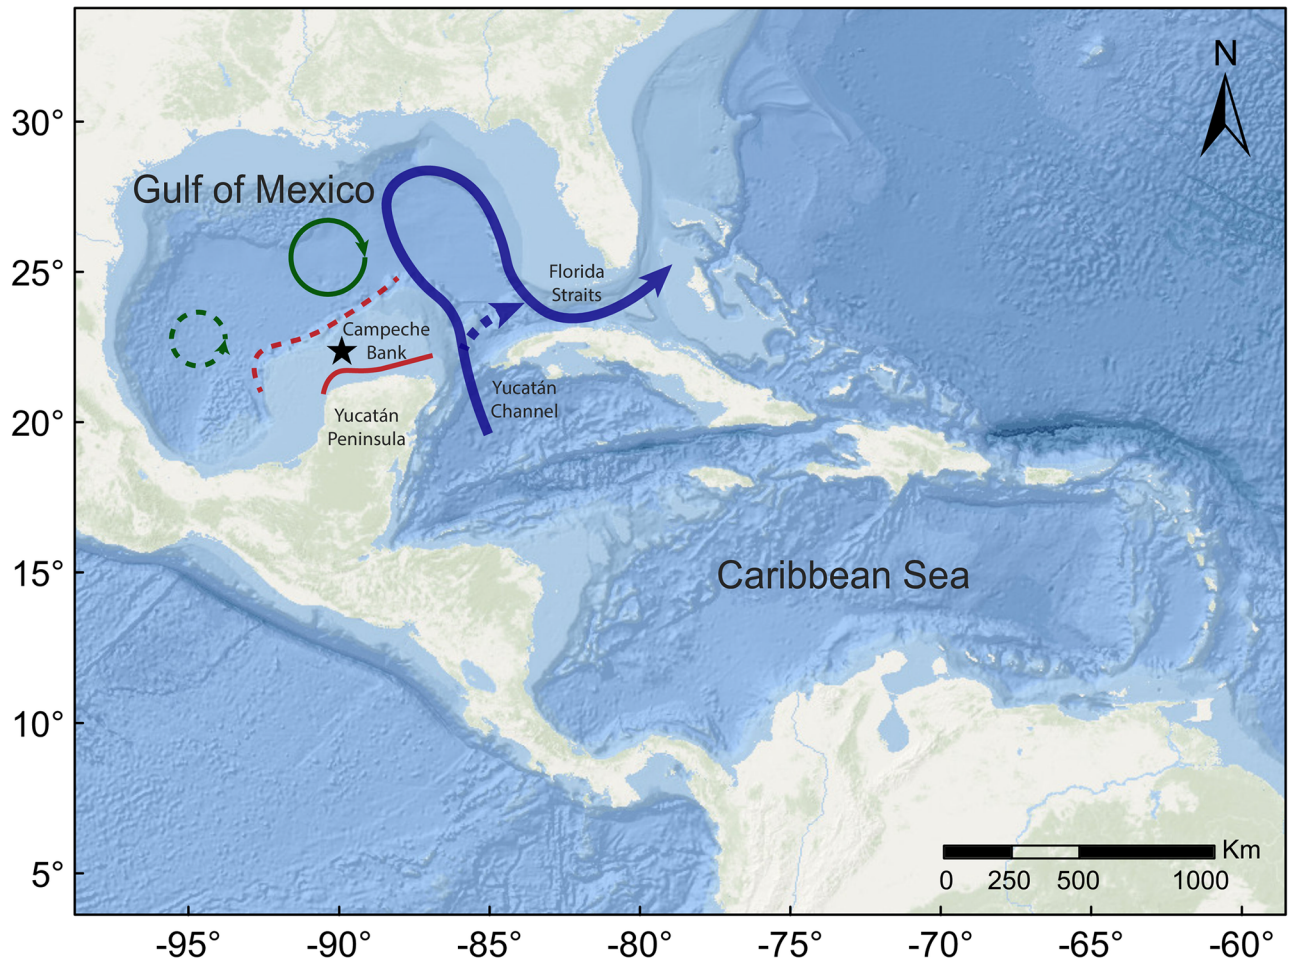 N
30°
Gulf of Mexico
25°
Florida
Straits
Campeche
Bank
Yucatán
Channel
20°
Yucatán
Peninsula
15°
Caribbean Sea
10°
Km
5°
0 250 500 1000
-95° -90° -85° -80° -75° -70° -65° -60°